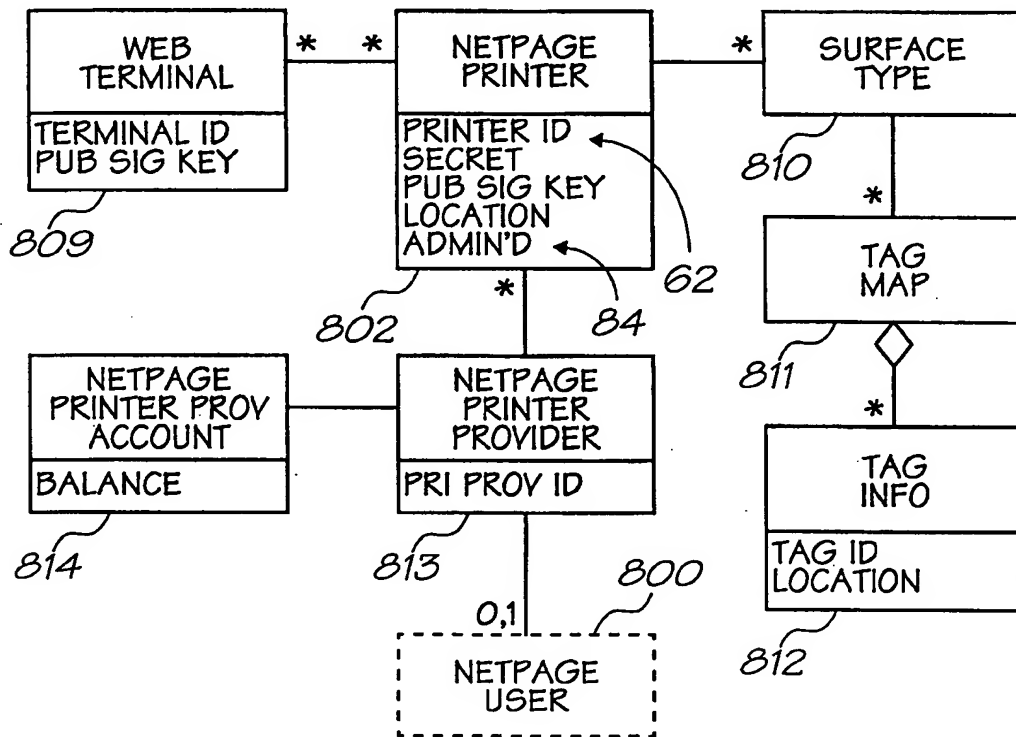 WEB
TERMINAL
TERMINAL ID
PUB SIG KEY
809
* *
NETPAGE
PRINTER
PRINTER ID
SECRET
PUB SIG KEY
LOCATION
ADMIN'D
802
62
84
*
*
SURFACE
TYPE
810
*
TAG
MAP
811
*
TAG
INFO
TAG ID
LOCATION
812
NETPAGE
PRINTER PROV
ACCOUNT
BALANCE
814
NETPAGE
PRINTER
PROVIDER
PRI PROV ID
813
800
0,1
NETPAGE
USER